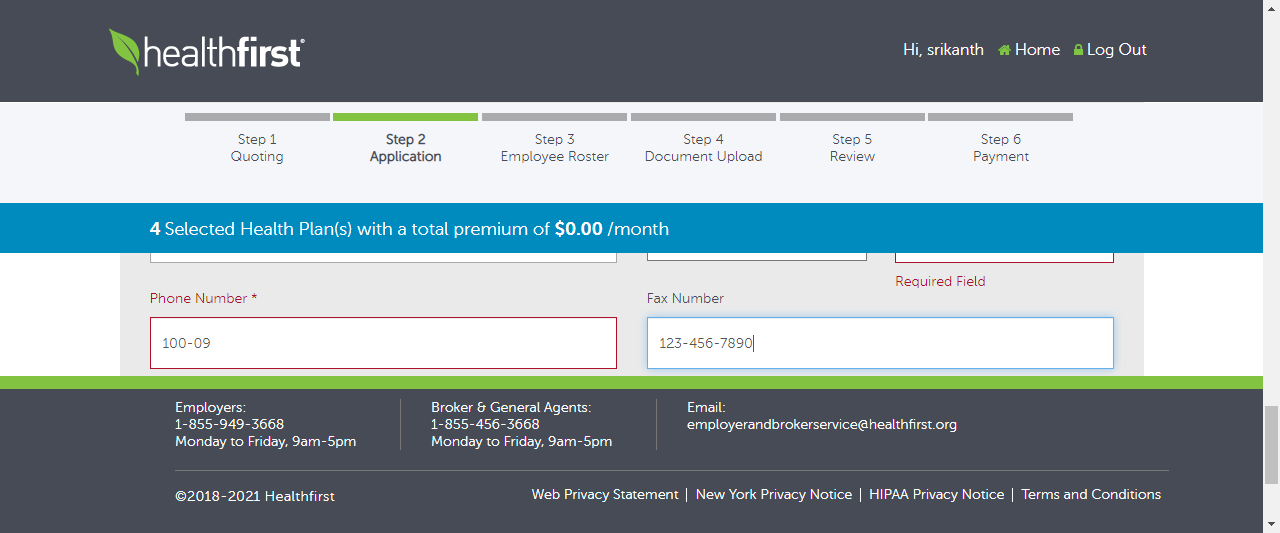 healthfirst®
Hi, srikanth Home Log Out
Step 1
Quoting
Step 2
Application
Step 3
Employee Roster
Step 4
Document Upload
Step 5
Review
Step 6
Payment
4 Selected Health Plan(s) with a total premium of $0.00 /month
Required Field
Phone Number *
Fax Number
100-09
123-456-7890
Employers:
1-855-949-3668
Monday to Friday, 9am-5pm
Broker & General Agents:
1-855-456-3668
Monday to Friday, 9am-5pm
Email:
employerandbrokerservice@healthfirst.org
©2018-2021 Healthfirst
Web Privacy Statement | New York Privacy Notice | HIPAA Privacy Notice | Terms and Conditions